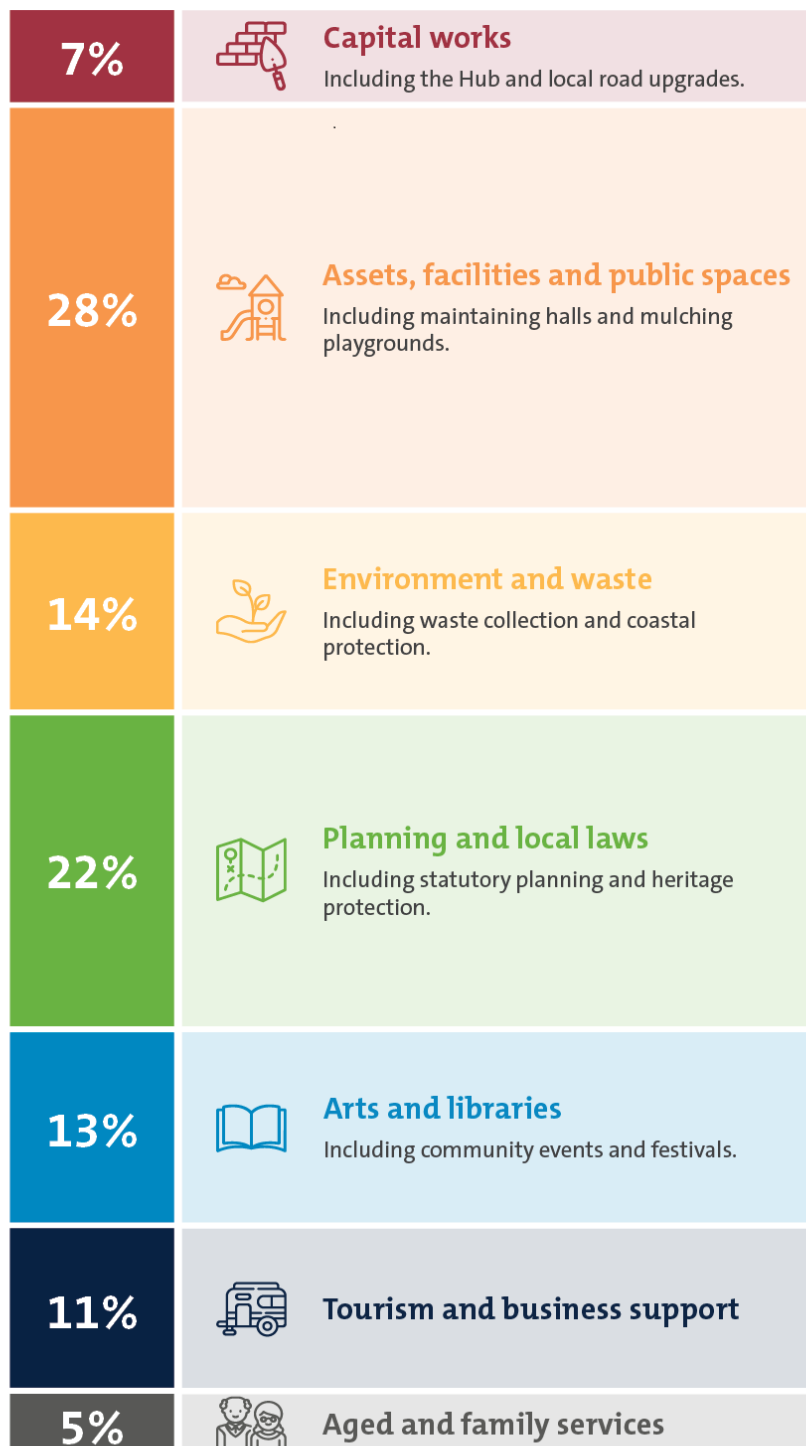 7%
Capital works
Including the Hub and local road upgrades.
28%
Assets, facilities and public spaces
Including maintaining halls and mulching
playgrounds.
14%
Environment and waste
Including waste collection and coastal
protection.
22%
Planning and local laws
Including statutory planning and heritage
protection.
13%
Arts and libraries
Including community events and festivals.
11%
Tourism and business support
5%
Aged and family services